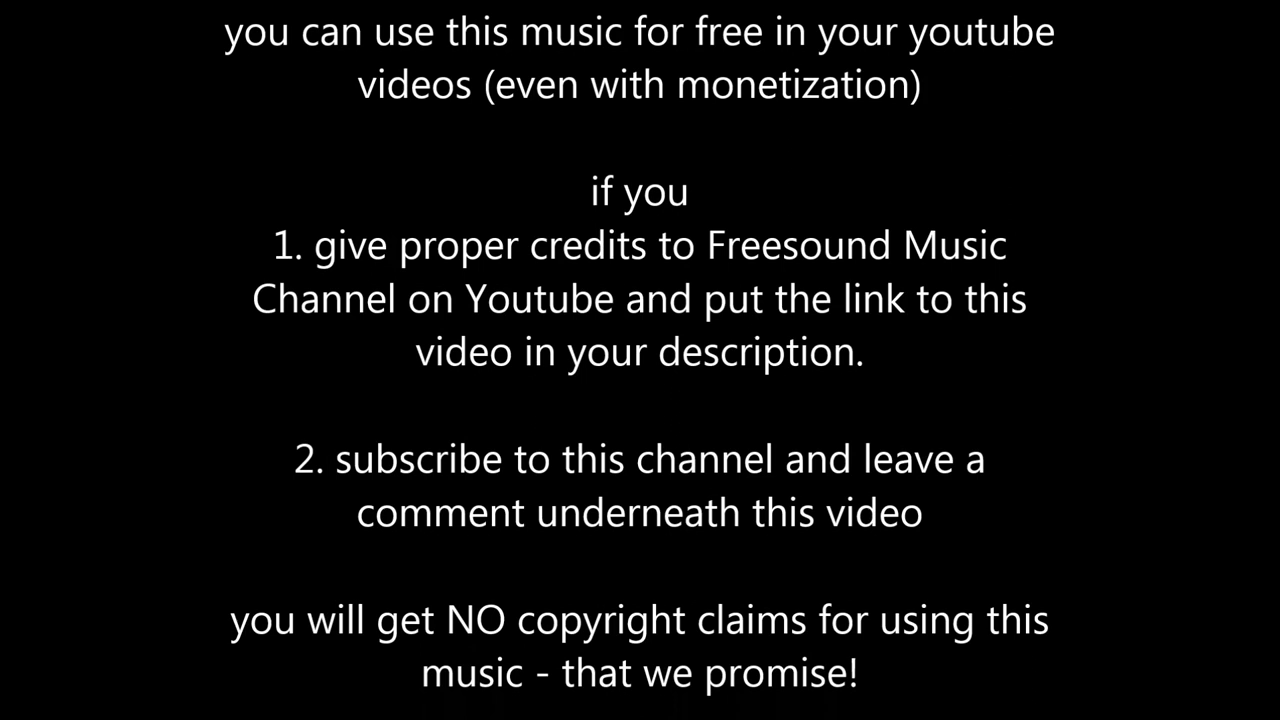 you can use this music for free in your youtube
videos (even with monetization)
if you
1. give proper credits to Freesound Music
Channel on Youtube and put the link to this
video in your description.
2. subscribe to this channel and leave a
comment underneath this video
you will get NO copyright claims for using this
music - that we promise!